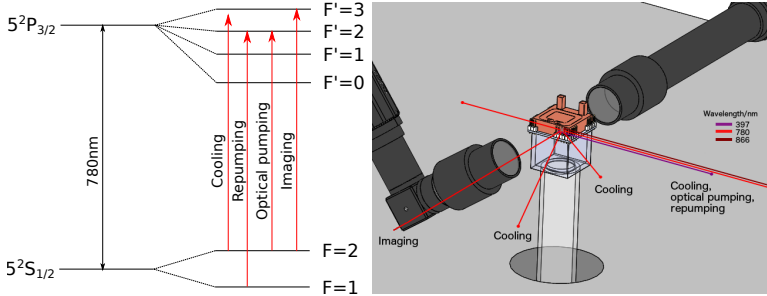 5²P3/2
F'=3
F'=2
F'=1
F'=0
780nm
Cooling
Repumping
Optical pumping
Imaging
5²S1/2
F=2
F=1
Wavelength/nm
397
780
866
Cooling
Cooling,
optical pumping,
repumping
Imaging
Cooling